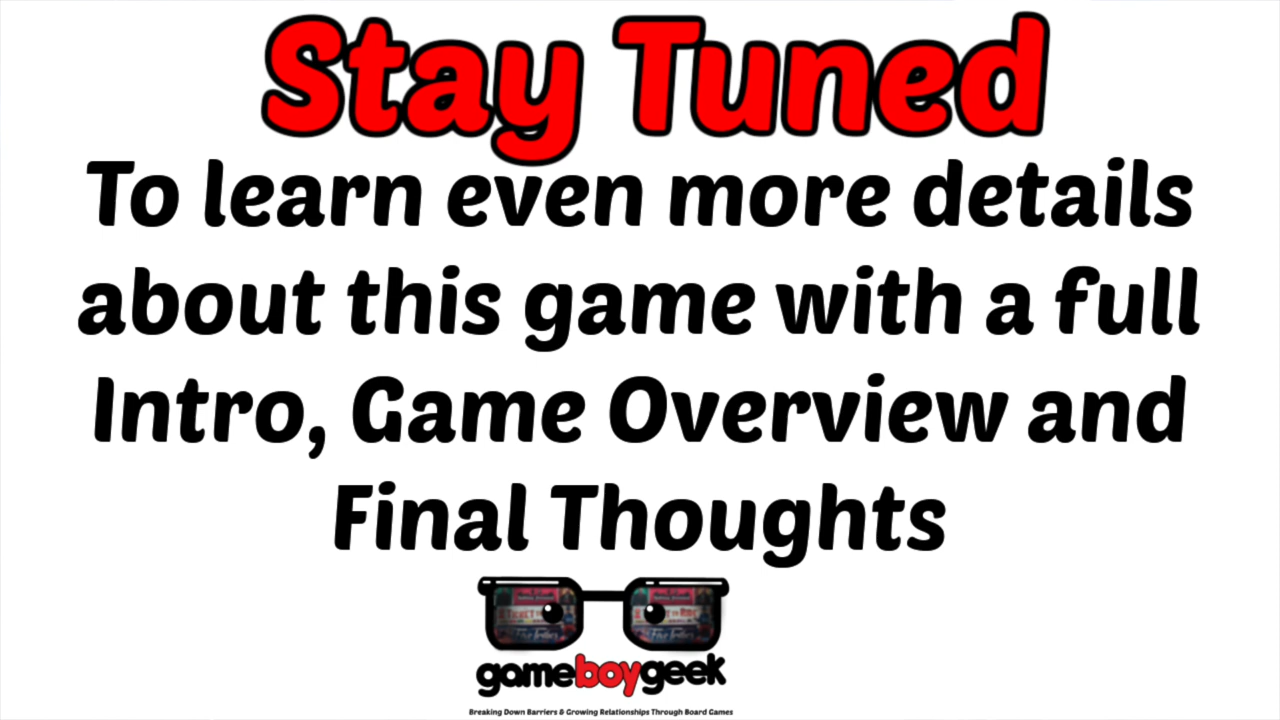 Stay Tuned
To learn even more details
about this game with a full
Intro, Game Overview and
Final Thoughts
gameboygeek
Breaking Down Barriers & Growing Relationships Through Board Games